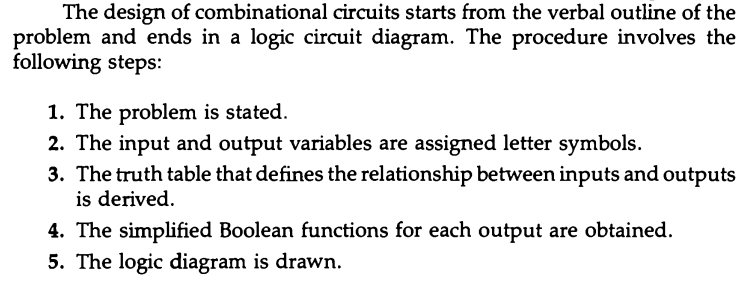 The design of combinational circuits starts from the verbal outline of the
problem and ends in a logic circuit diagram. The procedure involves the
following steps:
1. The problem is stated.
2. The input and output variables are assigned letter symbols.
3. The truth table that defines the relationship between inputs and outputs
is derived.
4. The simplified Boolean functions for each output are obtained.
5. The logic diagram is drawn.